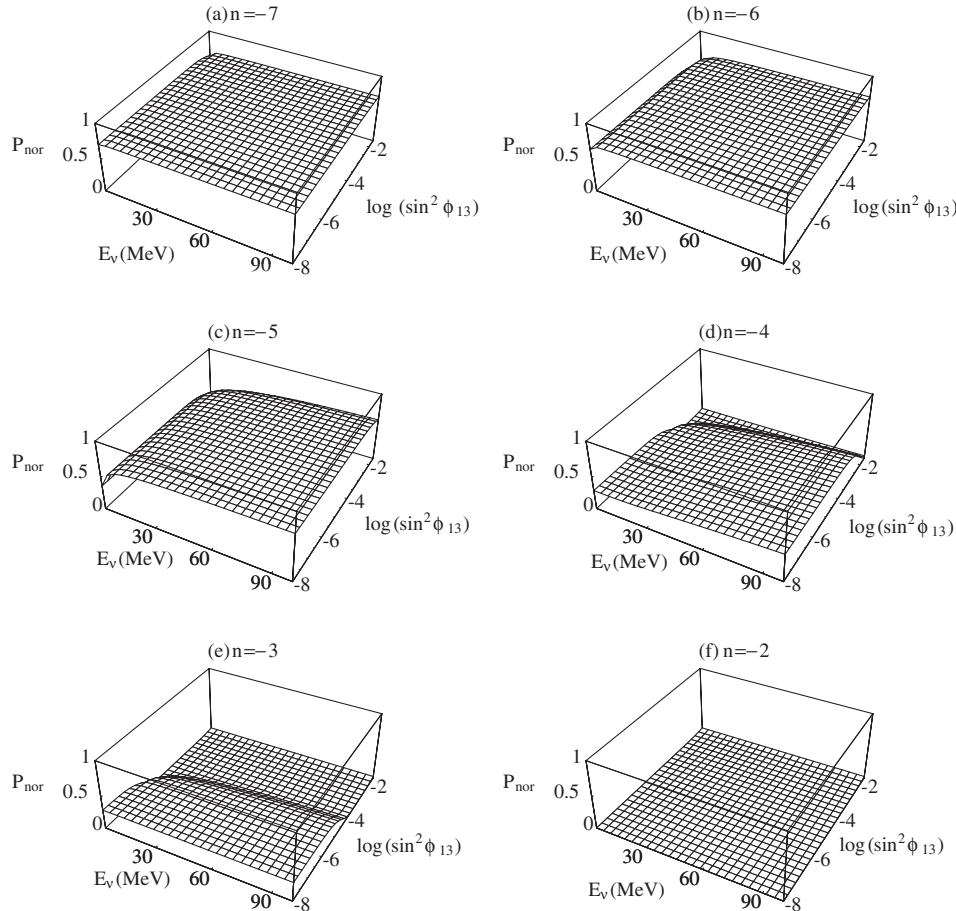 (a) n=−7
1
P_nor 0.5
0
30
60
90
E_ν(MeV)
-2
-4
-6
-8
log (sin² ϕ_13)
(b) n=−6
1
P_nor 0.5
0
30
60
90
E_ν(MeV)
-2
-4
-6
-8
log (sin² ϕ_13)
(c) n=−5
1
P_nor 0.5
0
30
60
90
E_ν(MeV)
-2
-4
-6
-8
log(sin² ϕ_13)
(d) n=−4
1
P_nor 0.5
0
30
60
90
E_ν(MeV)
-2
-4
-6
-8
log(sin² ϕ_13)
(e) n=−3
1
P_nor 0.5
0
30
60
90
E_ν(MeV)
-2
-4
-6
-8
log(sin² ϕ_13)
(f) n=−2
1
P_nor 0.5
0
30
60
90
E_ν(MeV)
-2
-4
-6
-8
log(sin² ϕ_13)